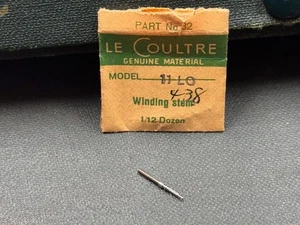 PART No 32
LE COULTRE
GENUINE MATERIAL
MODEL 11 LO
438
Winding stem
1/12 Dozen